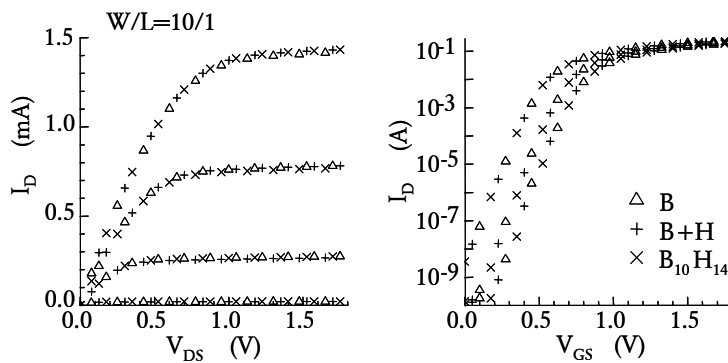 W/L=10/1
I_D (mA)
1.5
1.0
0.5
0.0
0.0 0.5 1.0 1.5
V_DS (V)
I_D (A)
10^-1
10^-3
10^-5
10^-7
10^-9
0.0 0.5 1.0 1.5
V_GS (V)
△ B
+ B+H
× B₁₀H₁₄